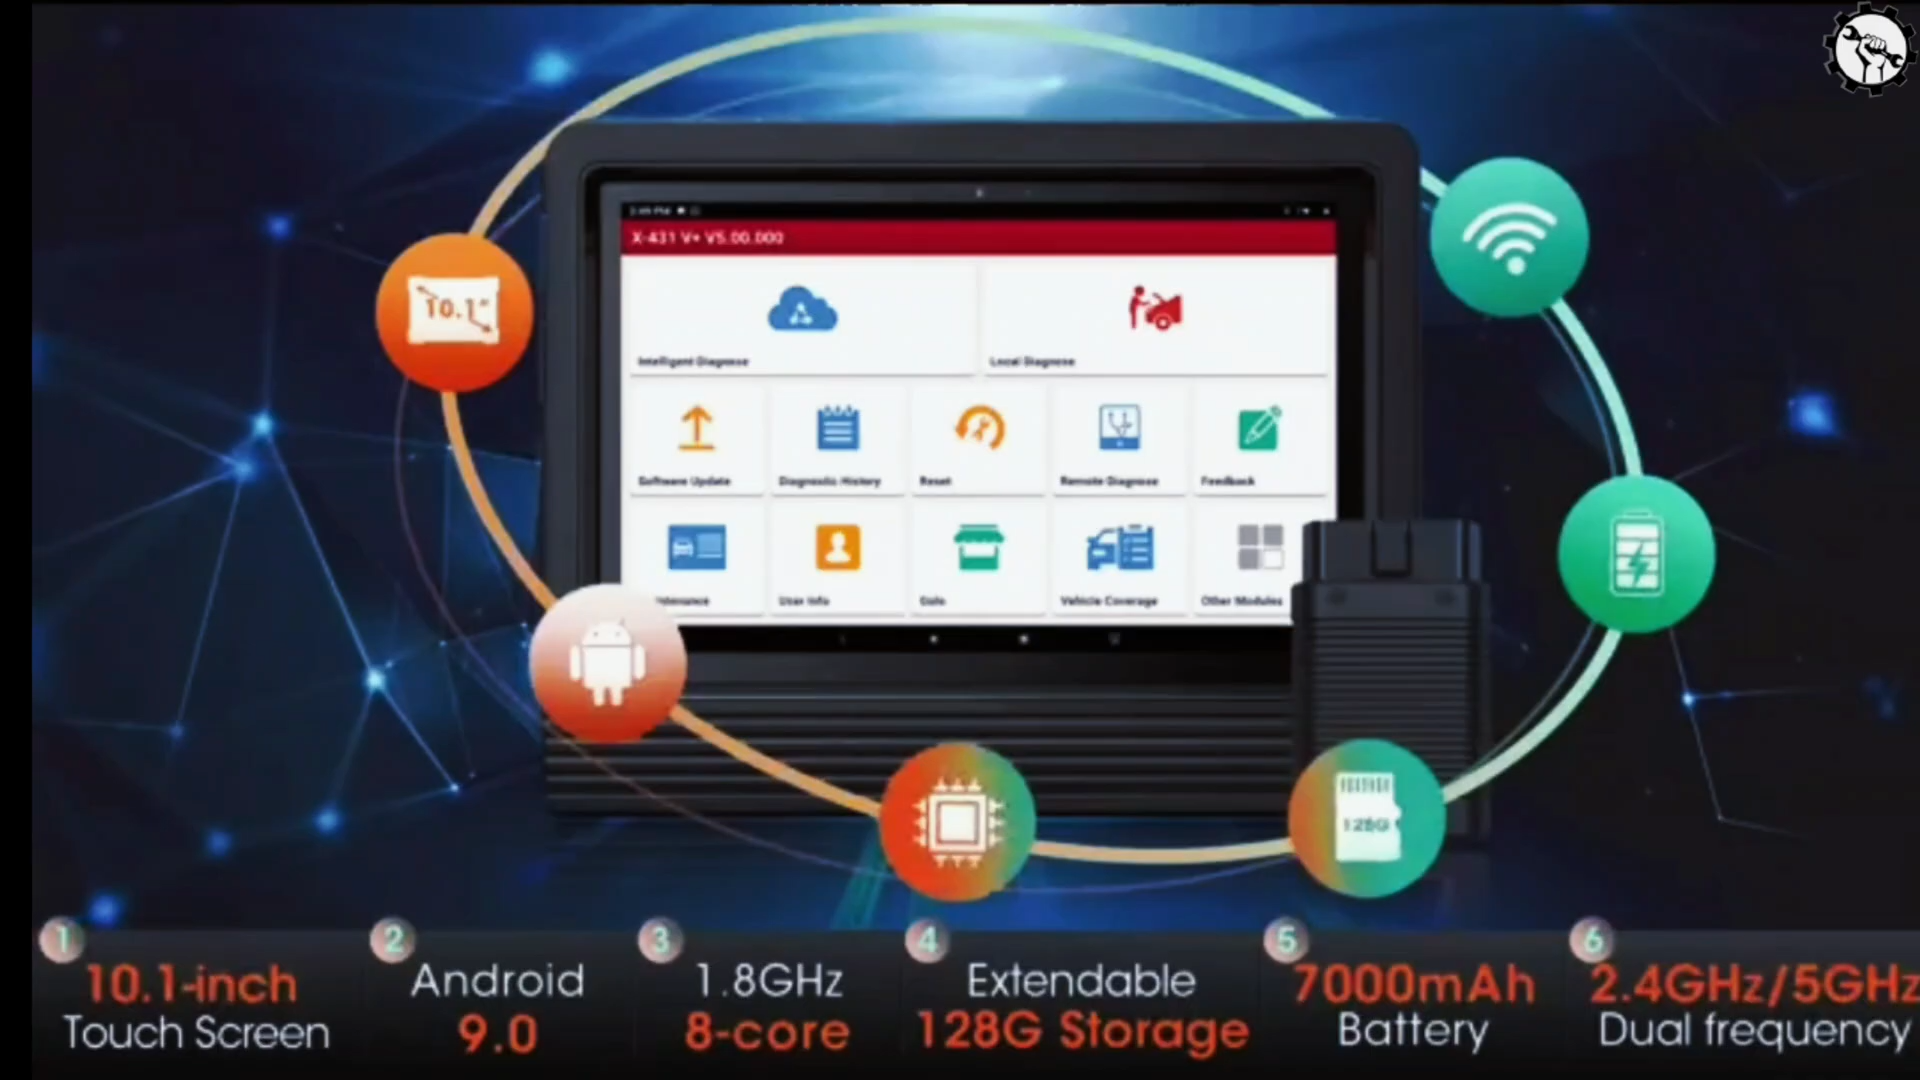 X-431 V+ V5.00.000
Intelligent Diagnose
Local Diagnose
Software Update
Diagnostic History
Reset
Remote Diagnose
Feedback
User Info
Vehicle Coverage
Other Modules
10.1"
128G
1
10.1-inch
Touch Screen
2
Android
9.0
3
1.8GHz
8-core
4
Extendable
128G Storage
5
7000mAh
Battery
6
2.4GHz/5GHz
Dual frequency